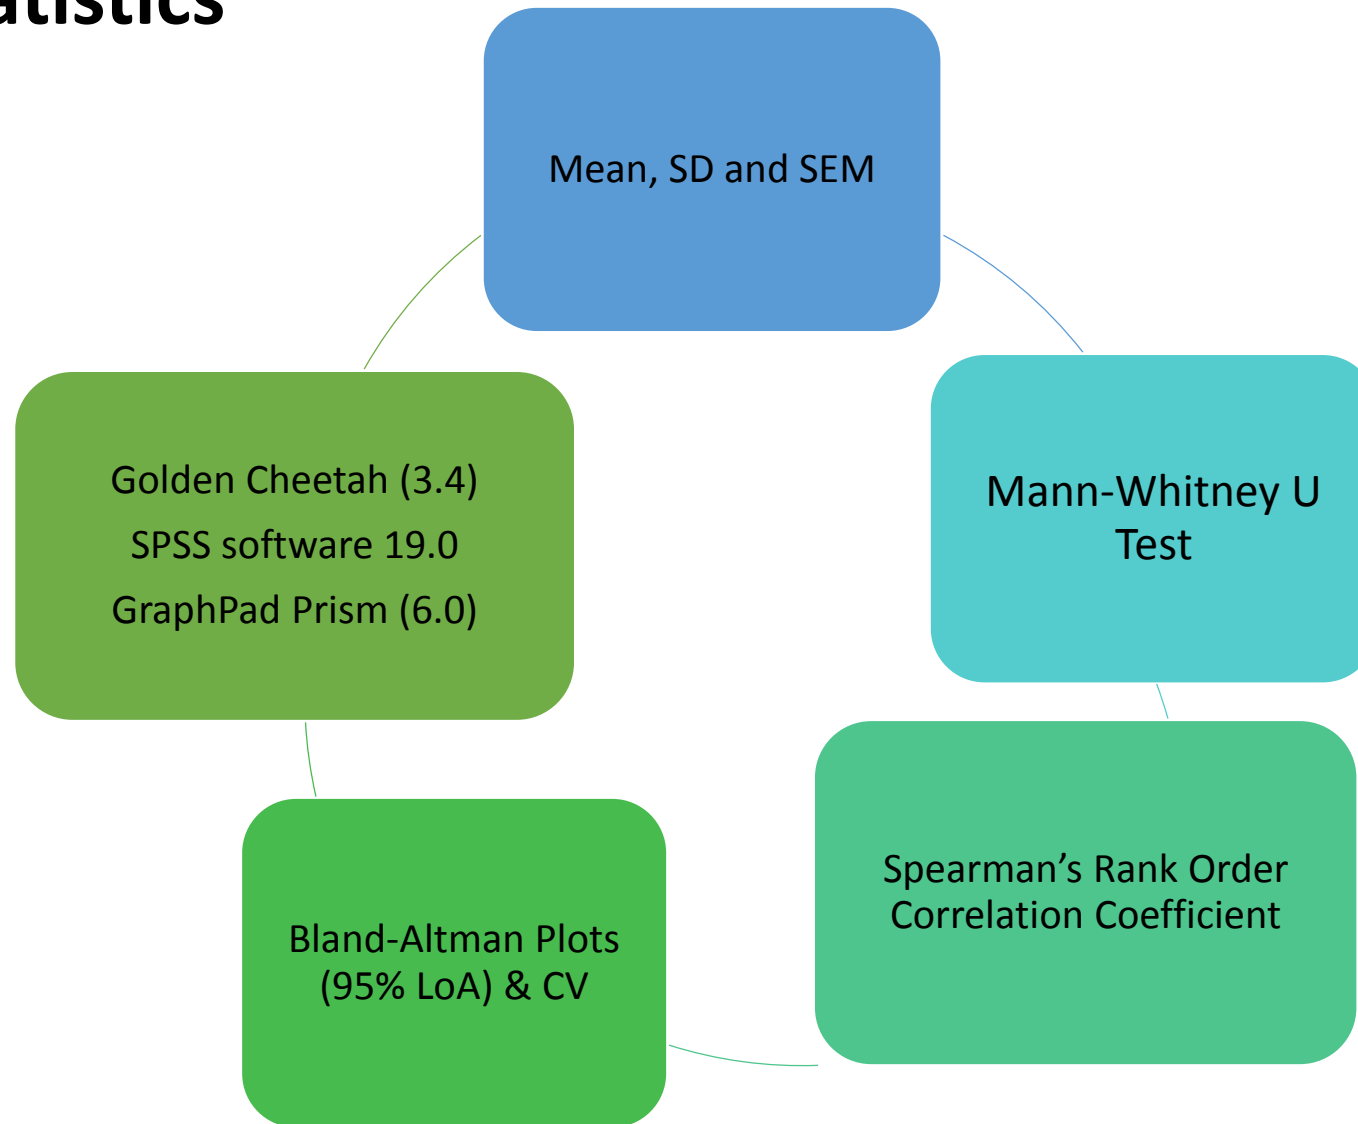 atistics
Mean, SD and SEM
Mann-Whitney U
Test
Spearman’s Rank Order
Correlation Coefficient
Bland-Altman Plots
(95% LoA) & CV
Golden Cheetah (3.4)
SPSS software 19.0
GraphPad Prism (6.0)